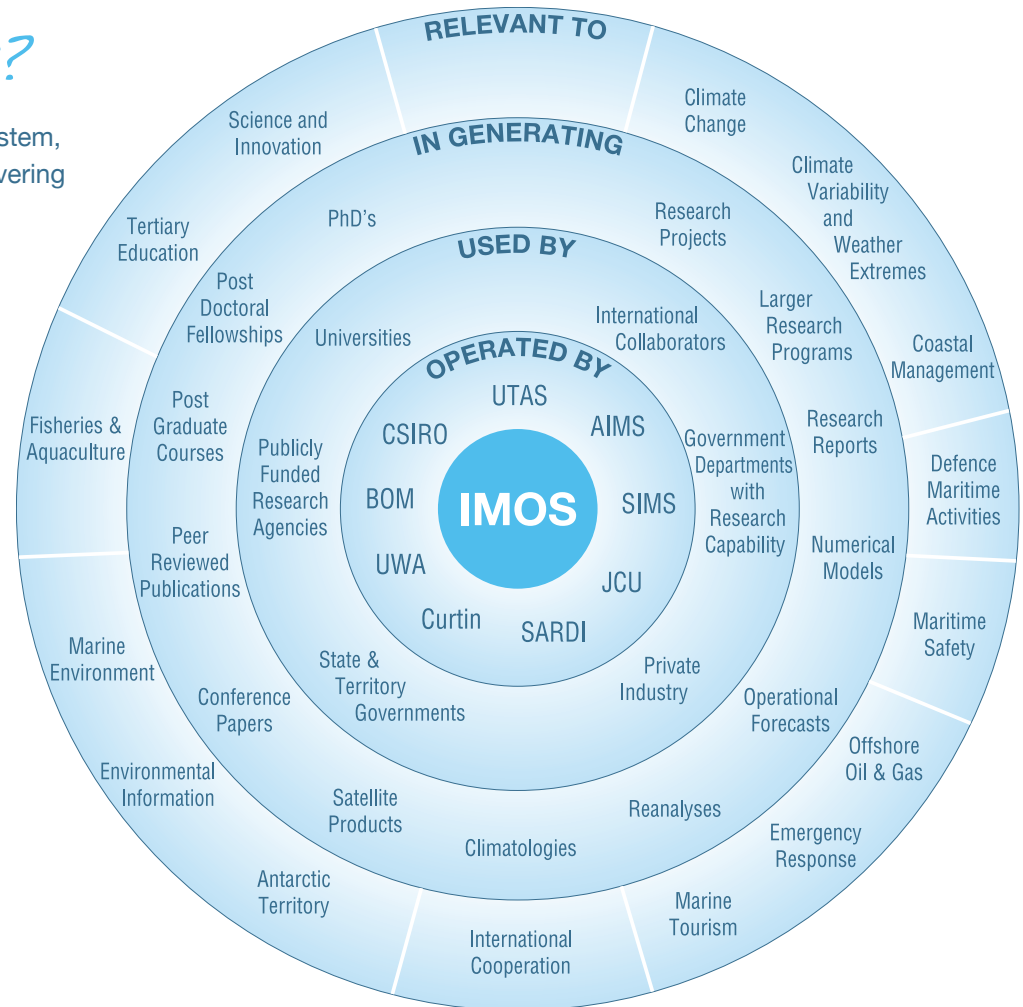 ?
stem,
vering
RELEVANT TO
Climate
Change
Climate
Variability
and
Weather
Extremes
Coastal
Management
Defence
Maritime
Activities
Maritime
Safety
Offshore
Oil & Gas
Emergency
Response
Marine
Tourism
International
Cooperation
Antarctic
Territory
Environmental
Information
Marine
Environment
Fisheries &
Aquaculture
Tertiary
Education
Science and
Innovation
IN GENERATING
Research
Projects
Larger
Research
Programs
Research
Reports
Numerical
Models
Operational
Forecasts
Reanalyses
Climatologies
Satellite
Products
Conference
Papers
Peer
Reviewed
Publications
Post
Graduate
Courses
Post
Doctoral
Fellowships
PhD's
USED BY
International
Collaborators
Government
Departments
with
Research
Capability
Private
Industry
State &
Territory
Governments
Publicly
Funded
Research
Agencies
Universities
OPERATED BY
UTAS
AIMS
SIMS
JCU
SARDI
Curtin
UWA
BOM
CSIRO
IMOS